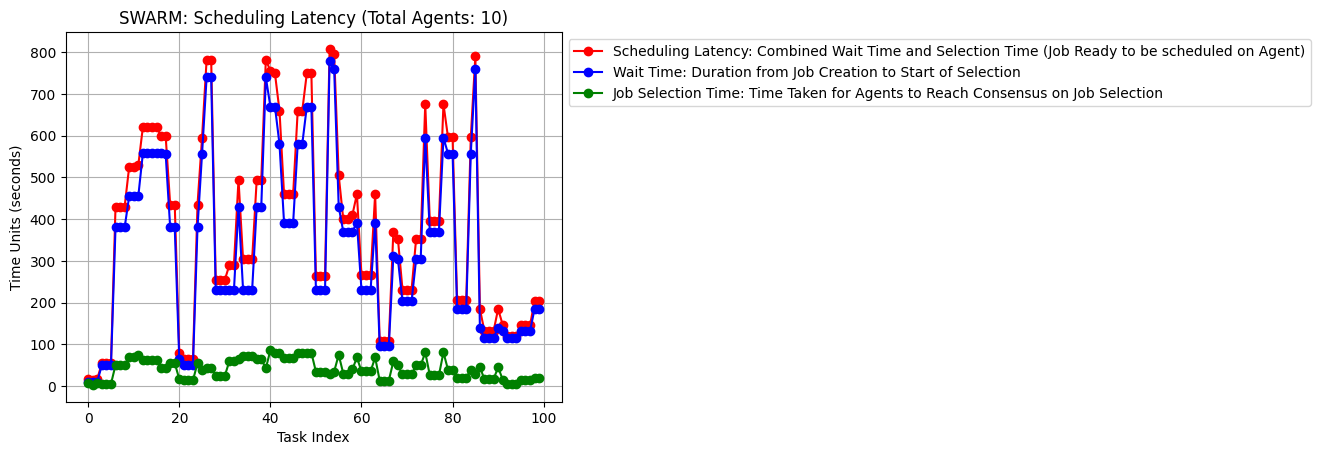 SWARM: Scheduling Latency (Total Agents: 10)
Scheduling Latency: Combined Wait Time and Selection Time (Job Ready to be scheduled on Agent)
Wait Time: Duration from Job Creation to Start of Selection
Job Selection Time: Time Taken for Agents to Reach Consensus on Job Selection
Time Units (seconds)
800
700
600
500
400
300
200
100
0
0 20 40 60 80 100
Task Index